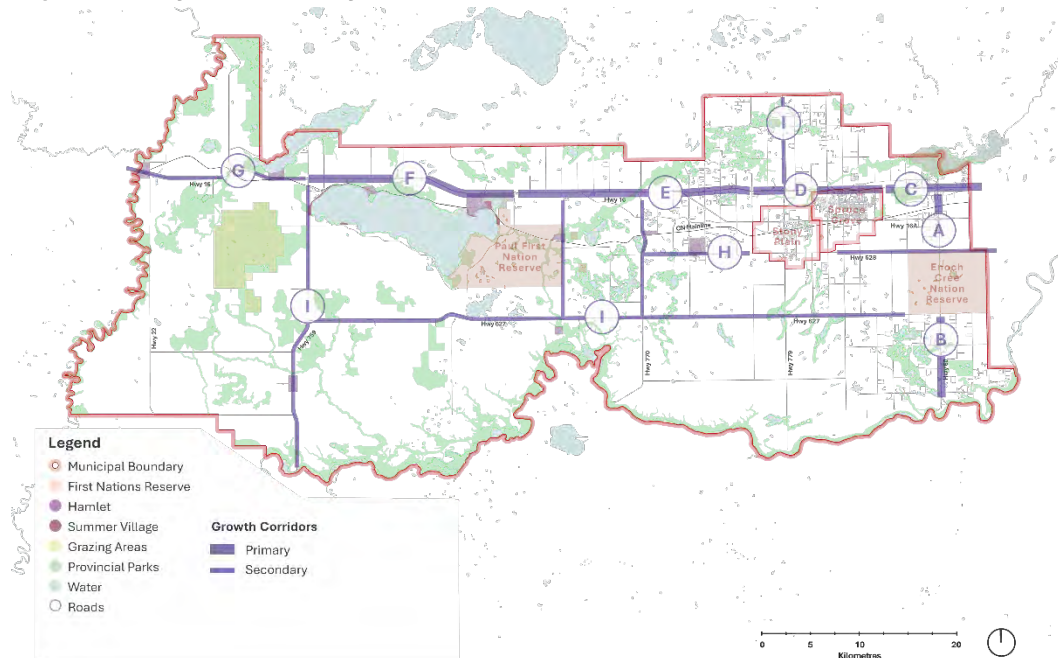 I
G
Hwy 16
F
E
Hwy 16
D
C
Spruce
Grove
Hwy 16A
A
Stony
Plain
CN Mainline
H
Hwy 628
Paul First
Nation
Reserve
Enoch
Cree
Nation
Reserve
I
I
Hwy 627
Hwy 627
B
Hwy 22
Hwy 759
Hwy 770
Hwy 779
Legend
Municipal Boundary
First Nations Reserve
Hamlet
Summer Village
Grazing Areas
Provincial Parks
Water
Roads
Growth Corridors
Primary
Secondary
0 5 10 20
Kilometres